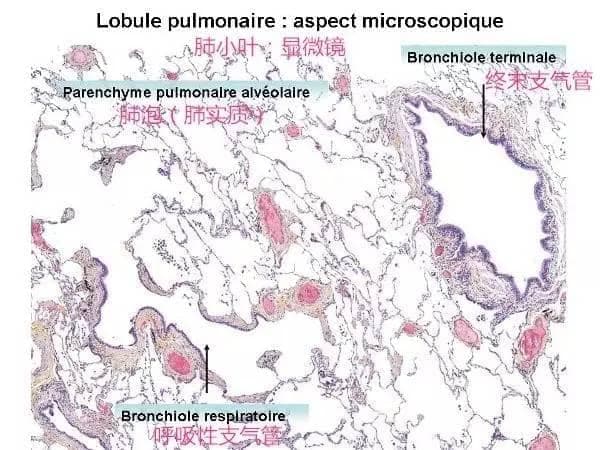 Lobule pulmonaire : aspect microscopique
肺小叶：显微镜
Bronchiole terminale
终末支气管
Parenchyme pulmonaire alvéolaire
肺泡（肺实质）
Bronchiole respiratoire
呼吸性支气管